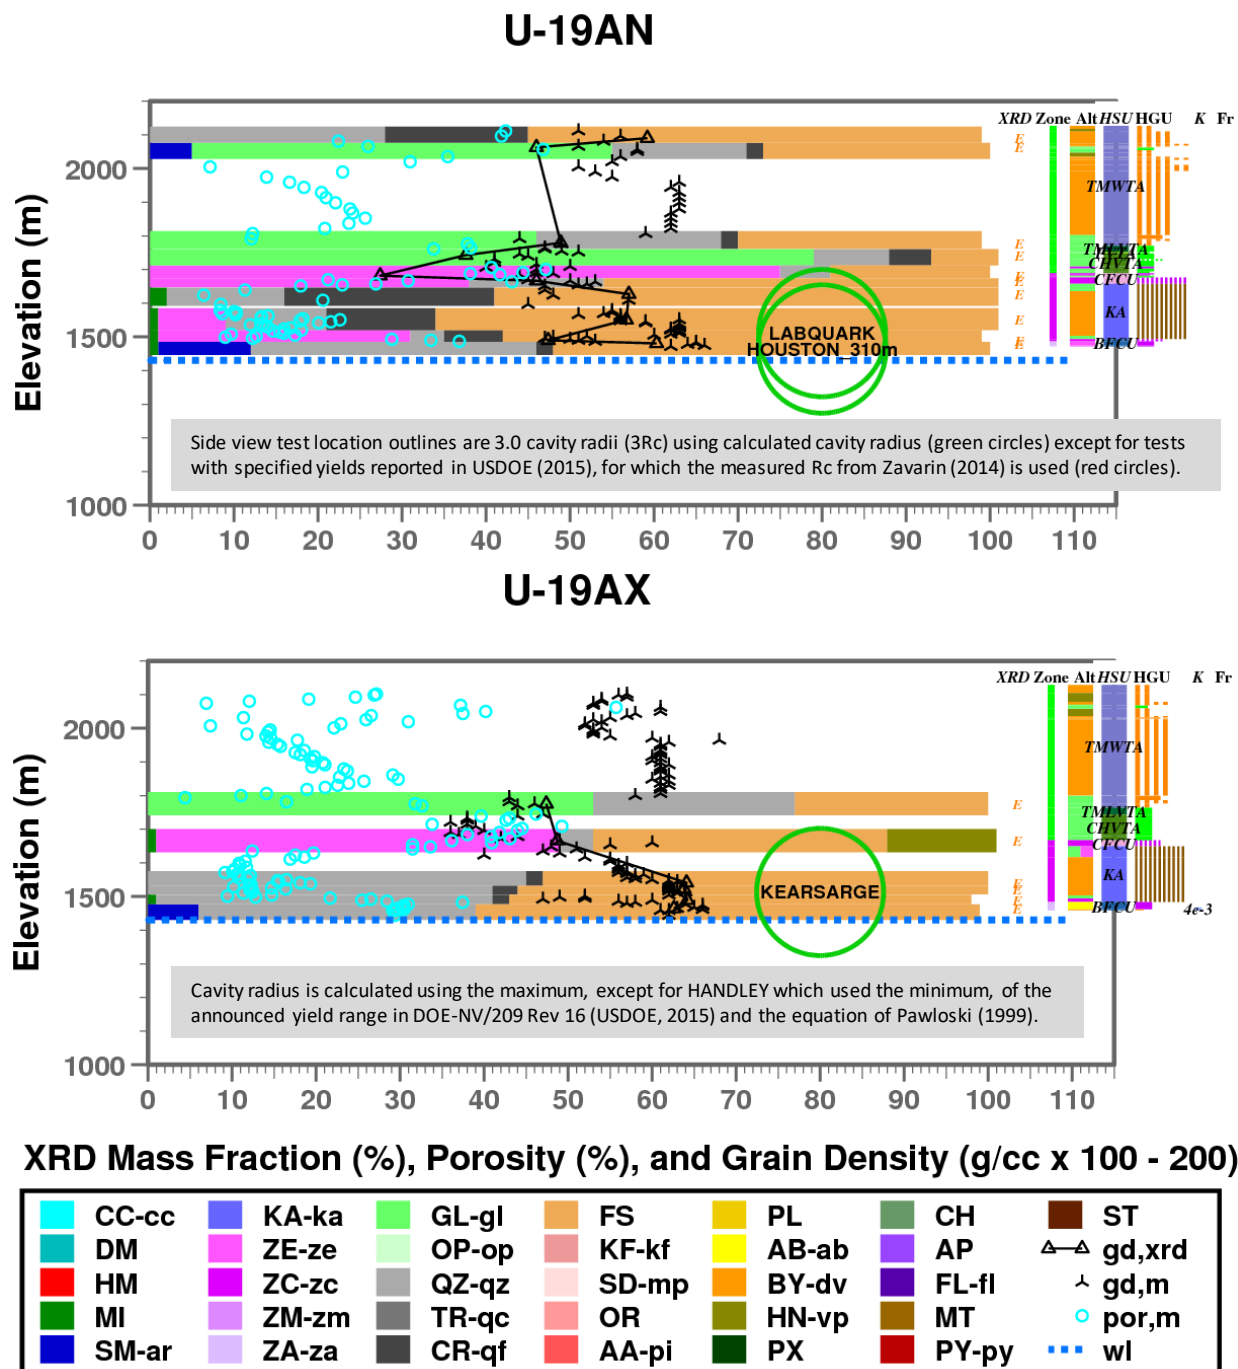 U-19AN
XRD Zone Alt HSU HGU K Fr
E
E
TMWTA
E
E
E
E
E
E
E
E
TMLVTA
CHVTA
CFCU
KA
BFCU
2000
1500
1000
Elevation (m)
LABQUARK
HOUSTON_310m
Side view test location outlines are 3.0 cavity radii (3Rc) using calculated cavity radius (green circles) except for tests
with specified yields reported in USDOE (2015), for which the measured Rc from Zavarin (2014) is used (red circles).
0 10 20 30 40 50 60 70 80 90 100 110
U-19AX
XRD Zone Alt HSU HGU K Fr
TMWTA
E
TMLVTA
CHVTA
E
CFCU
KA
E
E
E
E
BFCU
4e-3
2000
1500
1000
Elevation (m)
KEARSARGE
Cavity radius is calculated using the maximum, except for HANDLEY which used the minimum, of the
announced yield range in DOE-NV/209 Rev 16 (USDOE, 2015) and the equation of Pawloski (1999).
0 10 20 30 40 50 60 70 80 90 100 110
XRD Mass Fraction (%), Porosity (%), and Grain Density (g/cc x 100 - 200)
CC-cc KA-ka GL-gl FS PL CH ST
DM ZE-ze OP-op KF-kf AB-ab AP gd,xrd
HM ZC-zc QZ-qz SD-mp BY-dv FL-fl gd,m
MI ZM-zm TR-qc OR HN-vp MT por,m
SM-ar ZA-za CR-qf AA-pi PX PY-py wl